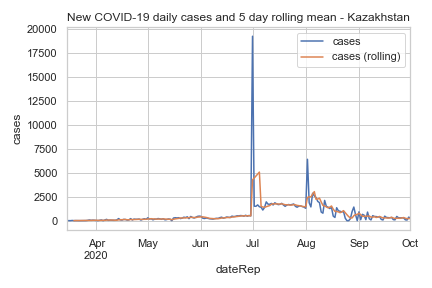 New COVID-19 daily cases and 5 day rolling mean - Kazakhstan
20000
17500
15000
12500
10000
7500
5000
2500
0
cases
cases
cases (rolling)
Apr
2020
May
Jun
Jul
Aug
Sep
Oct
dateRep